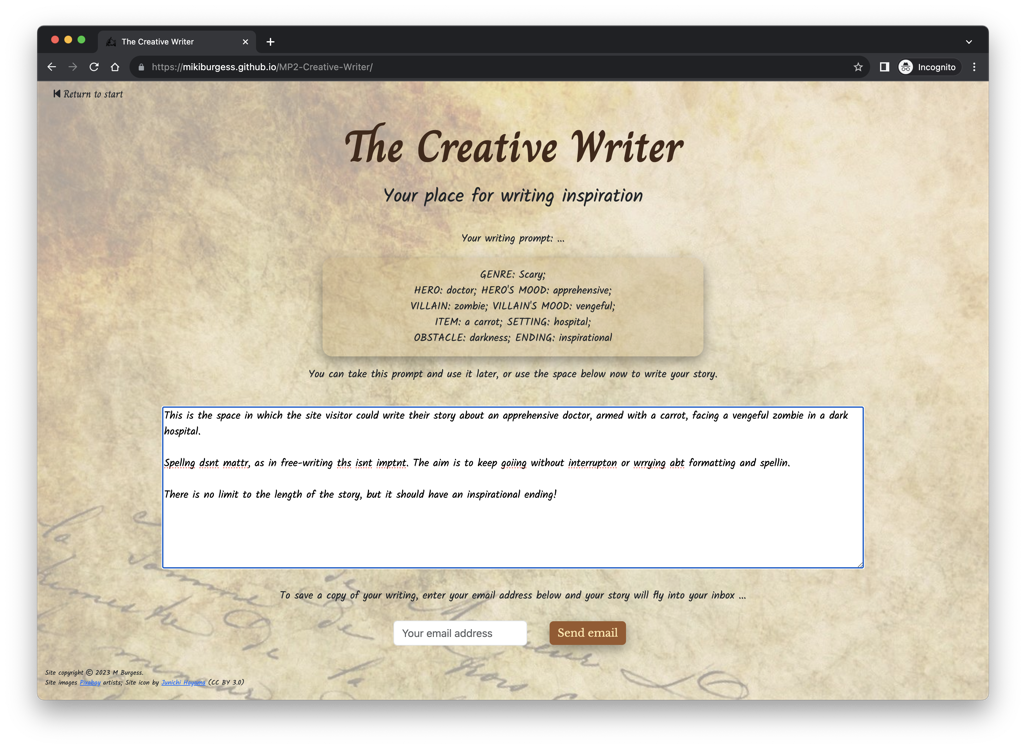 The Creative Writer
https://mikiburgess.github.io/MP2-Creative-Writer/
Incognito
Return to start
The Creative Writer
Your place for writing inspiration
Your writing prompt: ...
GENRE: Scary;
HERO: doctor; HERO'S MOOD: apprehensive;
VILLAIN: zombie; VILLAIN'S MOOD: vengeful;
ITEM: a carrot; SETTING: hospital;
OBSTACLE: darkness; ENDING: inspirational
You can take this prompt and use it later, or use the space below now to write your story.
This is the space in which the site visitor could write their story about an apprehensive doctor, armed with a carrot, facing a vengeful zombie in a dark
hospital.
Spellng dsnt mattr, as in free-writing ths isnt imptnt. The aim is to keep goiing without interrupton or wrrying abt formatting and spellin.
There is no limit to the length of the story, but it should have an inspirational ending!
To save a copy of your writing, enter your email address below and your story will fly into your inbox ...
Your email address
Send email
Site copyright © 2023 M Burgess.
Site images Pixabay artists; Site icon by Junichi Hayama (CC BY 3.0)